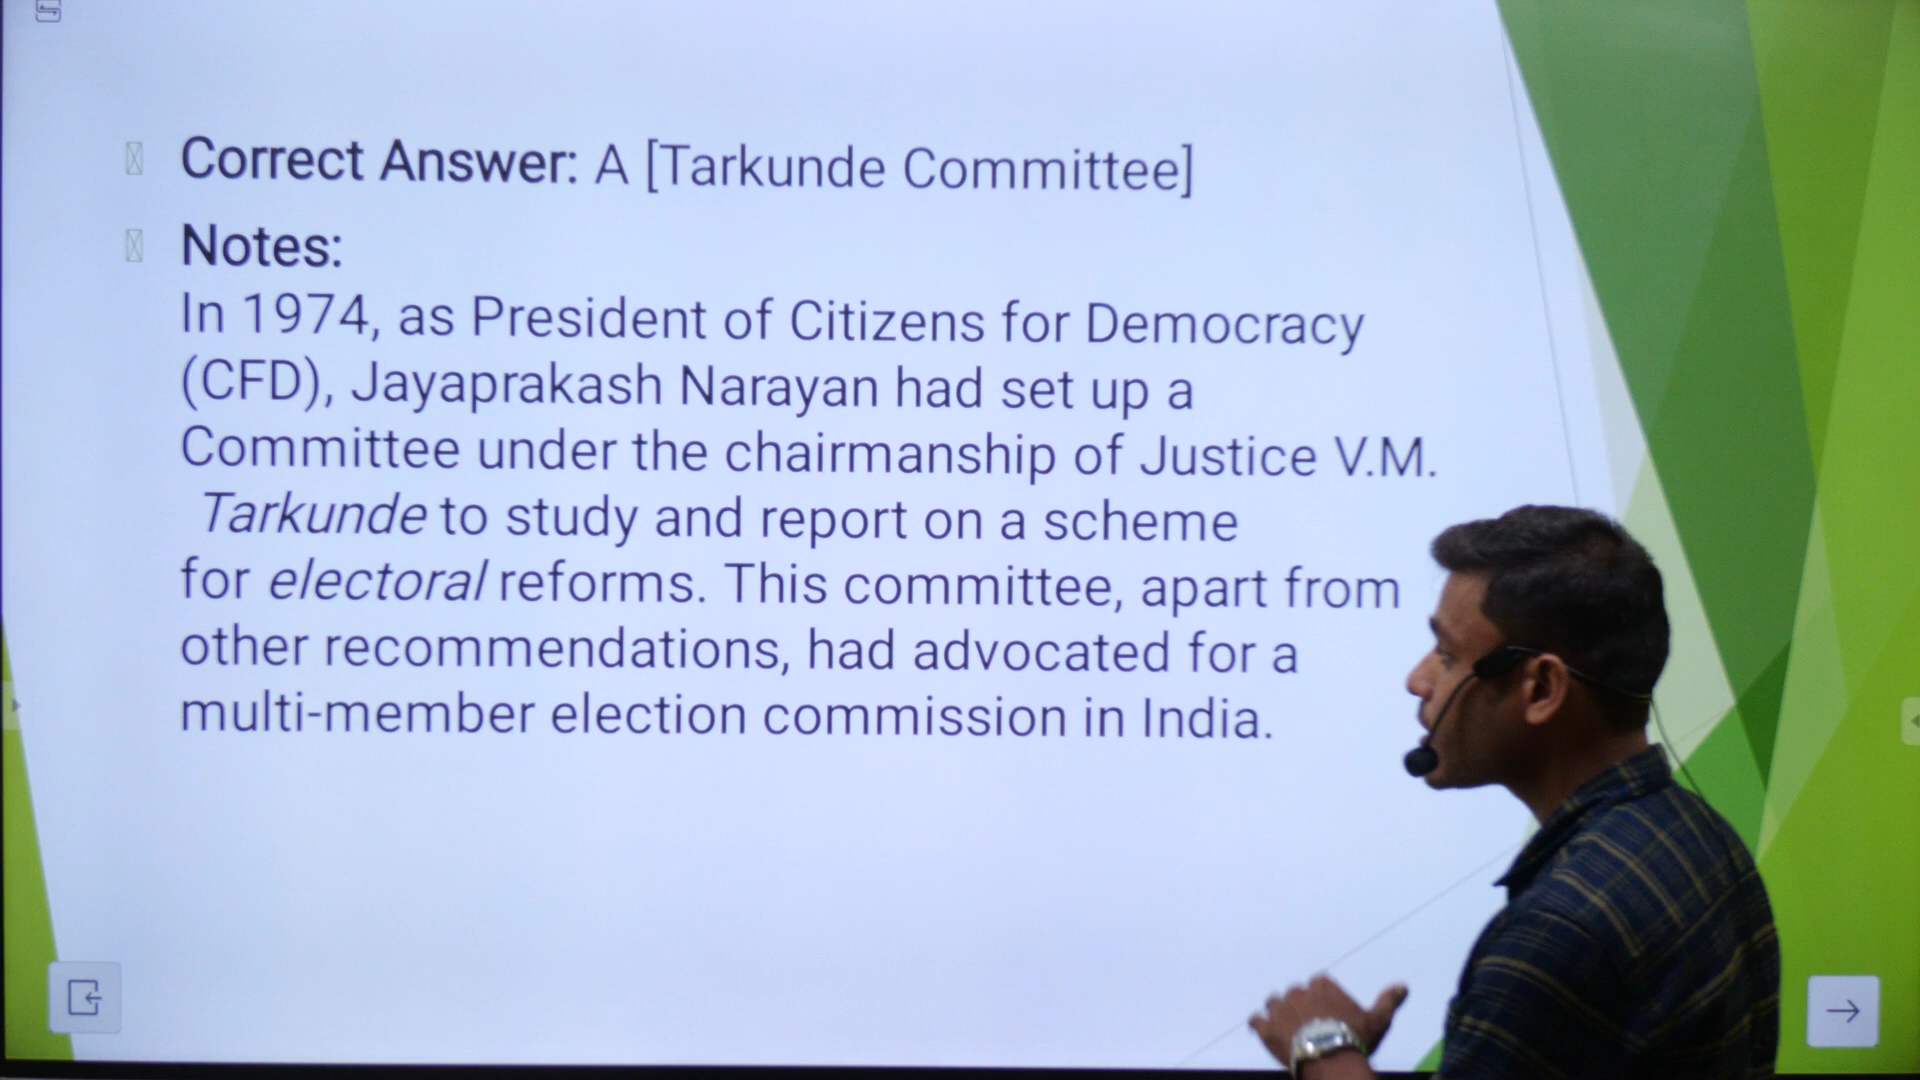 Correct Answer: A [Tarkunde Committee]
Notes:
In 1974, as President of Citizens for Democracy
(CFD), Jayaprakash Narayan had set up a
Committee under the chairmanship of Justice V.M.
Tarkunde to study and report on a scheme
for electoral reforms. This committee, apart from
other recommendations, had advocated for a
multi-member election commission in India.